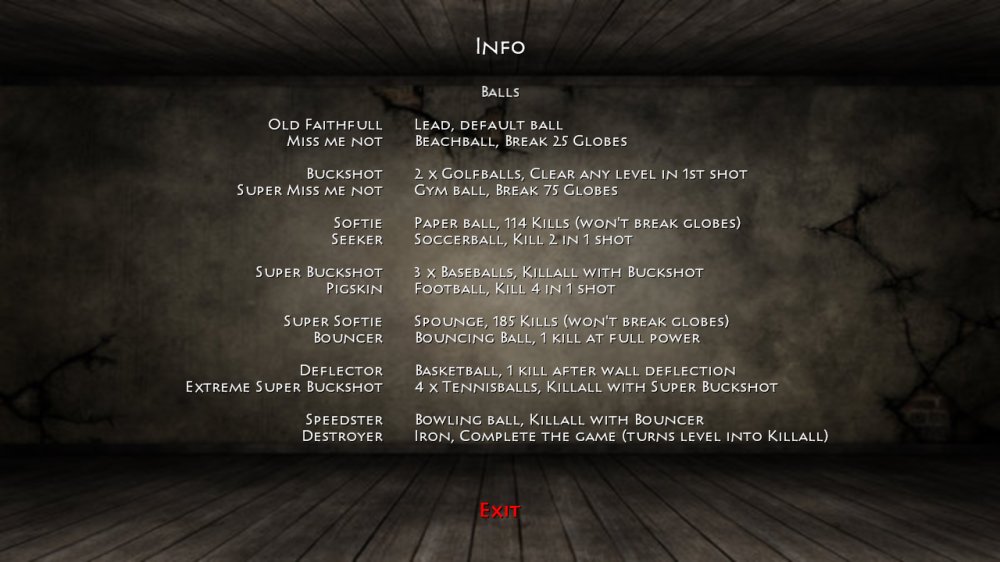 Info
Balls
Old Faithfull Lead, default ball
Miss me not Beachball, Break 25 Globes
Buckshot 2 x Golfballs, Clear any level in 1st shot
Super Miss me not Gym ball, Break 75 Globes
Softie Paper ball, 114 Kills (won't break globes)
Seeker Soccerball, Kill 2 in 1 shot
Super Buckshot 3 x Baseballs, Killall with Buckshot
Pigskin Football, Kill 4 in 1 shot
Super Softie Spounge, 185 Kills (won't break globes)
Bouncer Bouncing Ball, 1 kill at full power
Deflector Basketball, 1 kill after wall deflection
Extreme Super Buckshot 4 x Tennisballs, Killall with Super Buckshot
Speedster Bowling ball, Killall with Bouncer
Destroyer Iron, Complete the game (turns level into Killall)
Exit